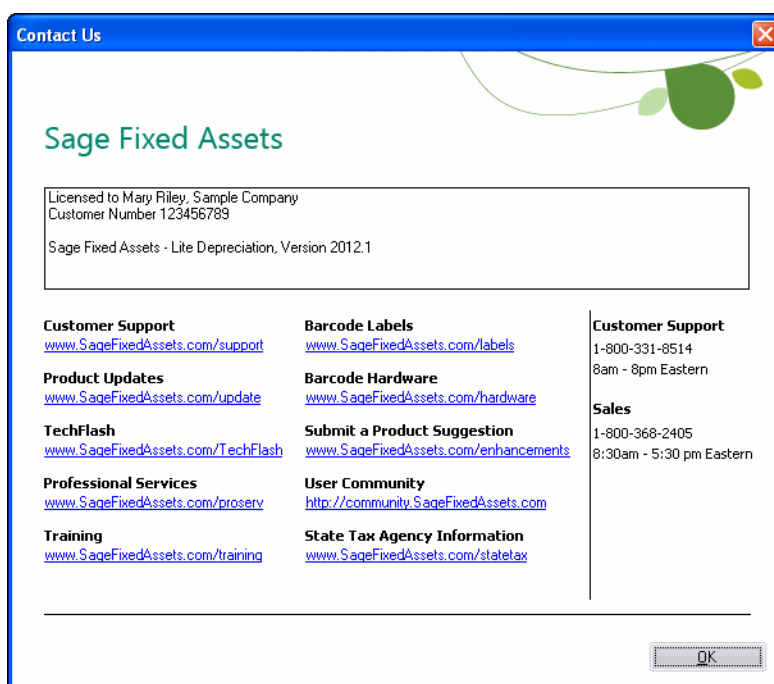 Contact Us
Sage Fixed Assets
Licensed to Mary Riley, Sample Company
Customer Number 123456789
Sage Fixed Assets - Lite Depreciation, Version 2012.1
Customer Support
www.SageFixedAssets.com/support
Product Updates
www.SageFixedAssets.com/update
TechFlash
www.SageFixedAssets.com/TechFlash
Professional Services
www.SageFixedAssets.com/proserv
Training
www.SageFixedAssets.com/training
Barcode Labels
www.SageFixedAssets.com/labels
Barcode Hardware
www.SageFixedAssets.com/hardware
Submit a Product Suggestion
www.SageFixedAssets.com/enhancements
User Community
http://community.SageFixedAssets.com
State Tax Agency Information
www.SageFixedAssets.com/statetax
Customer Support
1-800-331-8514
8am - 8pm Eastern
Sales
1-800-368-2405
8:30am - 5:30 pm Eastern
OK